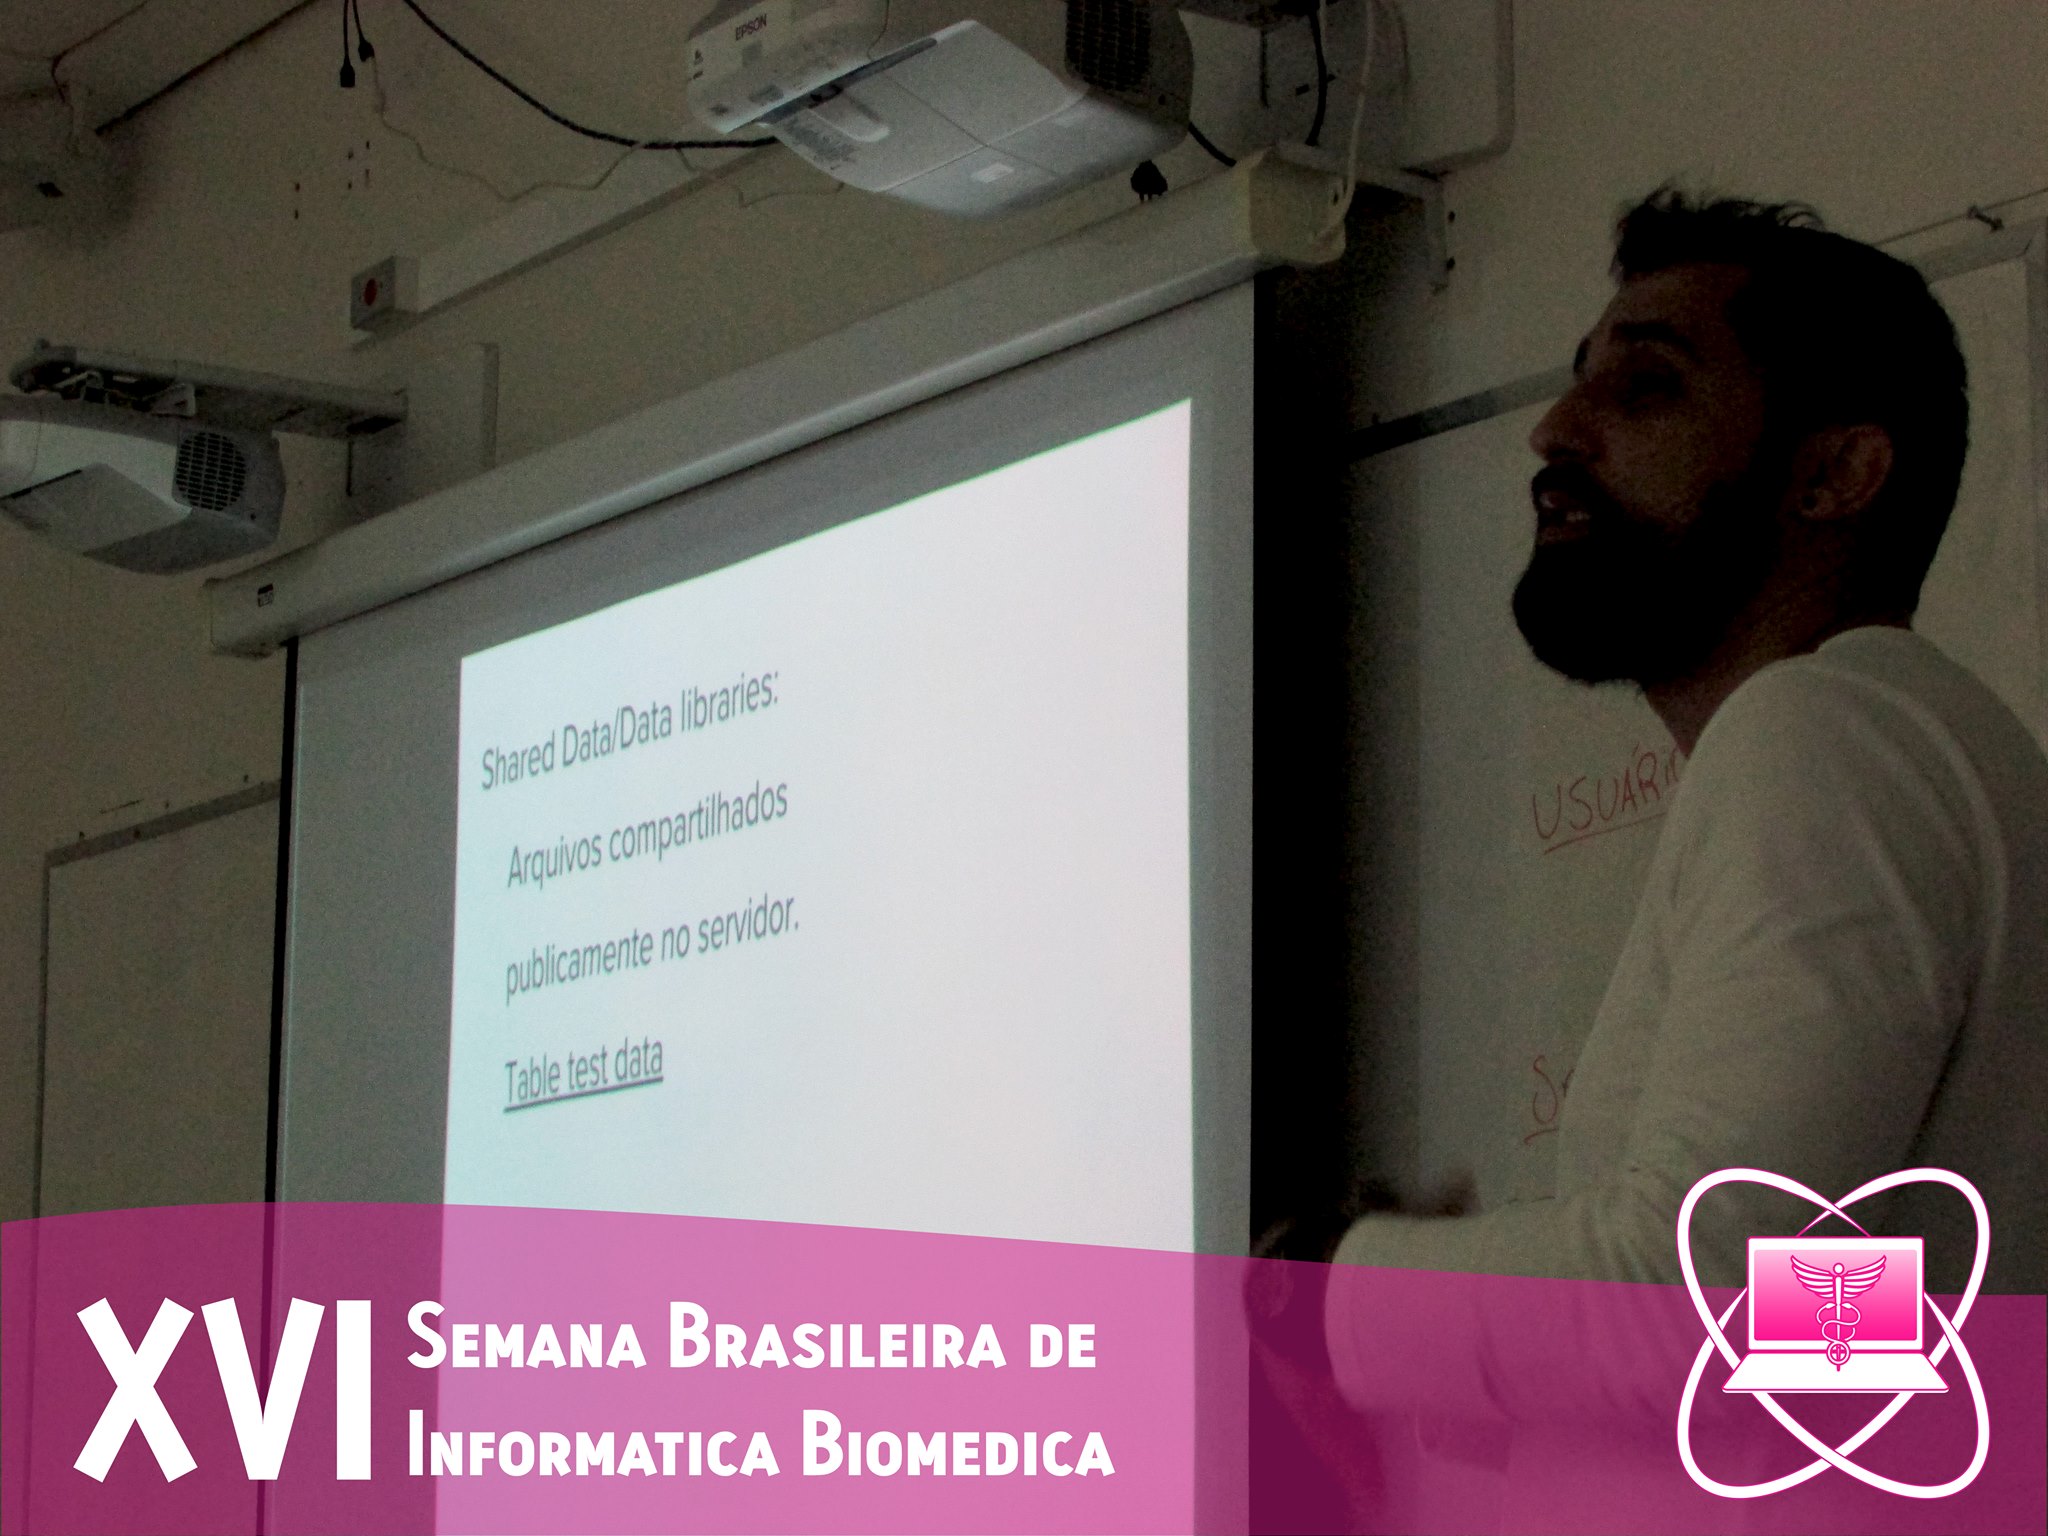 EPSON
Shared Data/Data libraries:
Arquivos compartilhados
publicamente no servidor.
Table test data
XVI
Semana Brasileira de
Informatica Biomedica